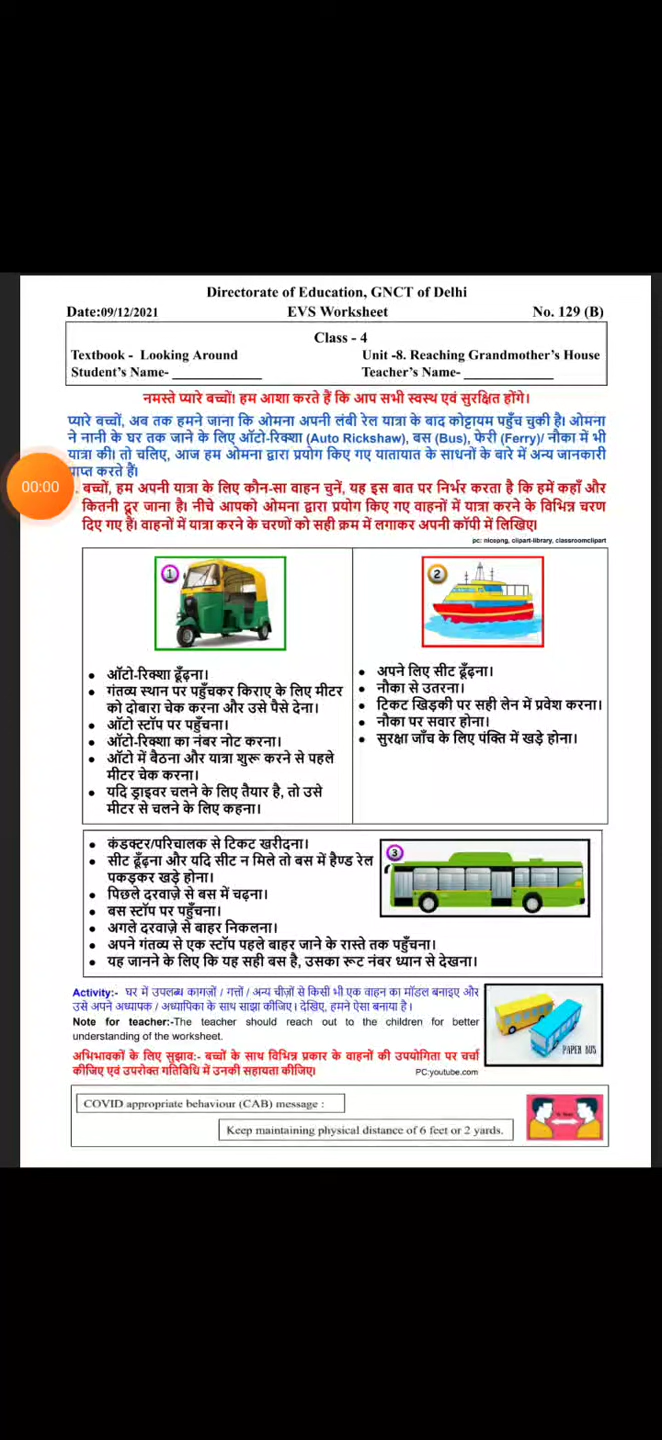 Directorate of Education, GNCT of Delhi
Date:09/12/2021 EVS Worksheet No. 129 (B)
Class - 4
Textbook - Looking Around Unit -8. Reaching Grandmother's House
Student's Name- ______________ Teacher's Name- ______________
नमस्ते प्यारे बच्चों! हम आशा करते हैं कि आप सभी स्वस्थ एवं सुरक्षित होंगे।
प्यारे बच्चों, अब तक हमने जाना कि ओमना अपनी लंबी रेल यात्रा के बाद कोट्टायम पहुँच चुकी है। ओमना
ने नानी के घर तक जाने के लिए ऑटो-रिक्शा (Auto Rickshaw), बस (Bus), फेरी (Ferry)/ नौका में भी
यात्रा की। तो चलिए, आज हम ओमना द्वारा प्रयोग किए गए यातायात के साधनों के बारे में अन्य जानकारी
प्राप्त करते हैं।
00:00
. बच्चों, हम अपनी यात्रा के लिए कौन-सा वाहन चुनें, यह इस बात पर निर्भर करता है कि हमें कहाँ और
कितनी दूर जाना है। नीचे आपको ओमना द्वारा प्रयोग किए गए वाहनों में यात्रा करने के विभिन्न चरण
दिए गए हैं। वाहनों में यात्रा करने के चरणों को सही क्रम में लगाकर अपनी कॉपी में लिखिए।
pc: nicepng, clipart-library, classroomclipart
1
• ऑटो-रिक्शा ढूँढ़ना।
• गंतव्य स्थान पर पहुँचकर किराए के लिए मीटर
को दोबारा चेक करना और उसे पैसे देना।
• ऑटो स्टॉप पर पहुँचना।
• ऑटो-रिक्शा का नंबर नोट करना।
• ऑटो में बैठना और यात्रा शुरू करने से पहले
मीटर चेक करना।
• यदि ड्राइवर चलने के लिए तैयार है, तो उसे
मीटर से चलने के लिए कहना।
2
• अपने लिए सीट ढूँढ़ना।
• नौका से उतरना।
• टिकट खिड़की पर सही लेन में प्रवेश करना।
• नौका पर सवार होना।
• सुरक्षा जाँच के लिए पंक्ति में खड़े होना।
3
• कंडक्टर/परिचालक से टिकट खरीदना।
• सीट ढूँढ़ना और यदि सीट न मिले तो बस में हैण्ड रेल
पकड़कर खड़े होना।
• पिछले दरवाज़े से बस में चढ़ना।
• बस स्टॉप पर पहुँचना।
• अगले दरवाज़े से बाहर निकलना।
• अपने गंतव्य से एक स्टॉप पहले बाहर जाने के रास्ते तक पहुँचना।
• यह जानने के लिए कि यह सही बस है, उसका रूट नंबर ध्यान से देखना।
Activity:- घर में उपलब्ध कागज़ों / गत्तों / अन्य चीज़ों से किसी भी एक वाहन का मॉडल बनाइए और
उसे अपने अध्यापक / अध्यापिका के साथ साझा कीजिए। देखिए, हमने ऐसा बनाया है।
Note for teacher:-The teacher should reach out to the children for better
understanding of the worksheet.
PAPER BUS
अभिभावकों के लिए सुझाव:- बच्चों के साथ विभिन्न प्रकार के वाहनों की उपयोगिता पर चर्चा
कीजिए एवं उपरोक्त गतिविधि में उनकी सहायता कीजिए।
PC:youtube.com
COVID appropriate behaviour (CAB) message :
Keep maintaining physical distance of 6 feet or 2 yards.